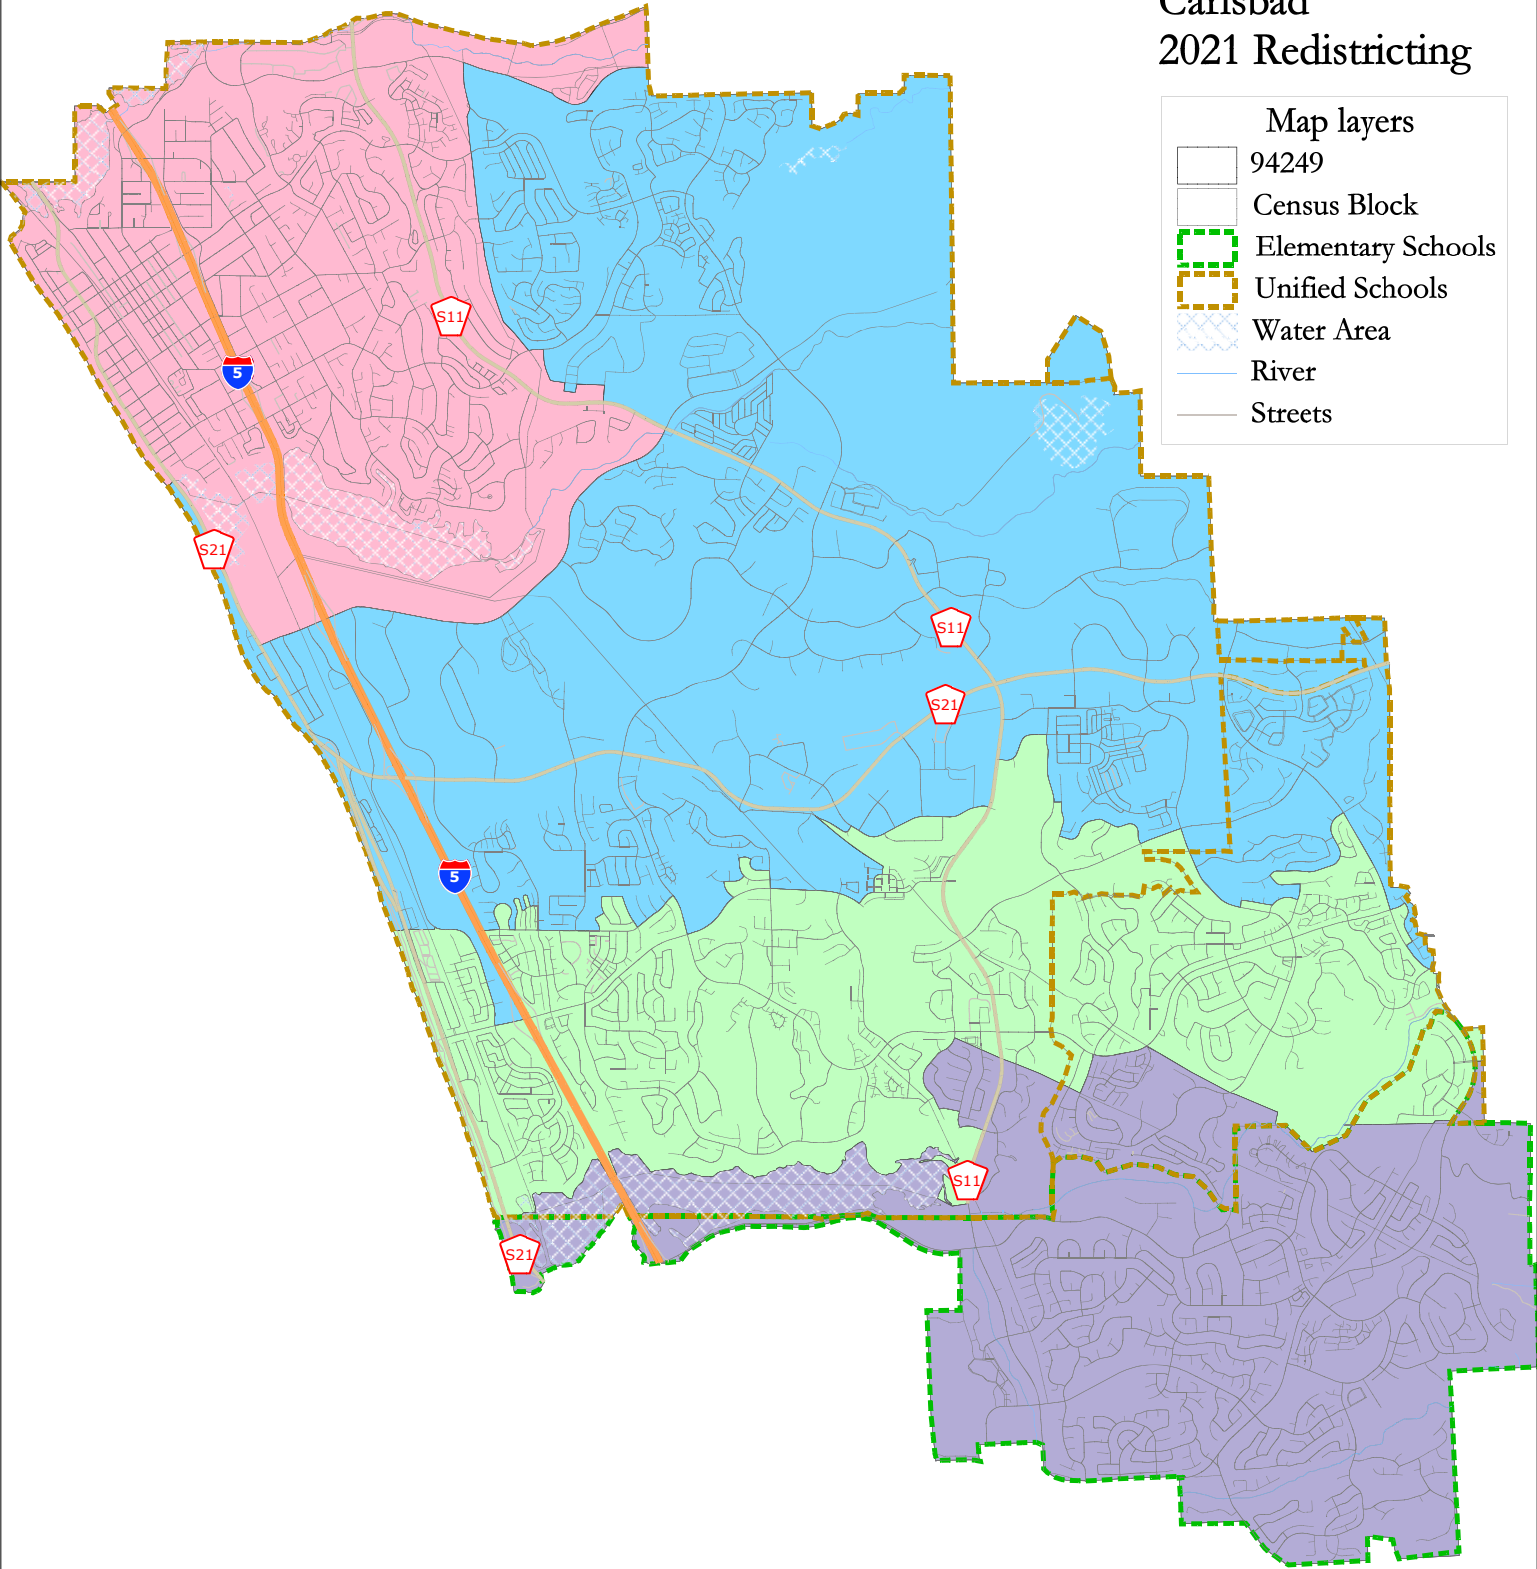 Carlsbad
2021 Redistricting
Map layers
94249
Census Block
Elementary Schools
Unified Schools
Water Area
River
Streets
S11
5
S21
S11
S21
5
S11
S21